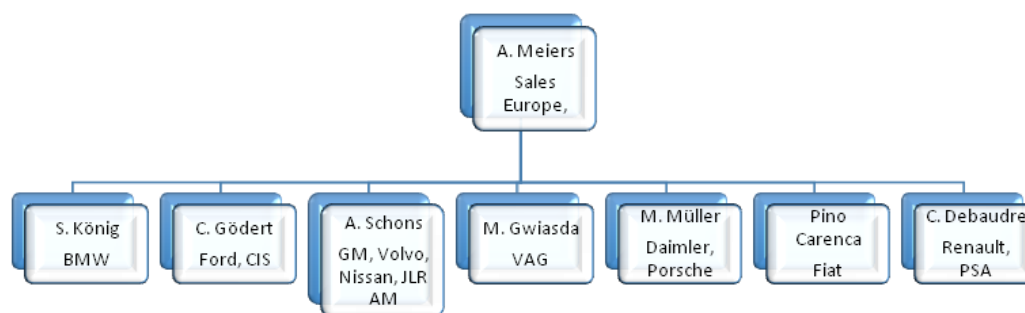 A. Meiers
Sales
Europe,
S. König
BMW
C. Gödert
Ford, CIS
A. Schons
GM, Volvo,
Nissan, JLR
AM
M. Gwiasda
VAG
M. Müller
Daimler,
Porsche
Pino
Carenca
Fiat
C. Debaudre
Renault,
PSA